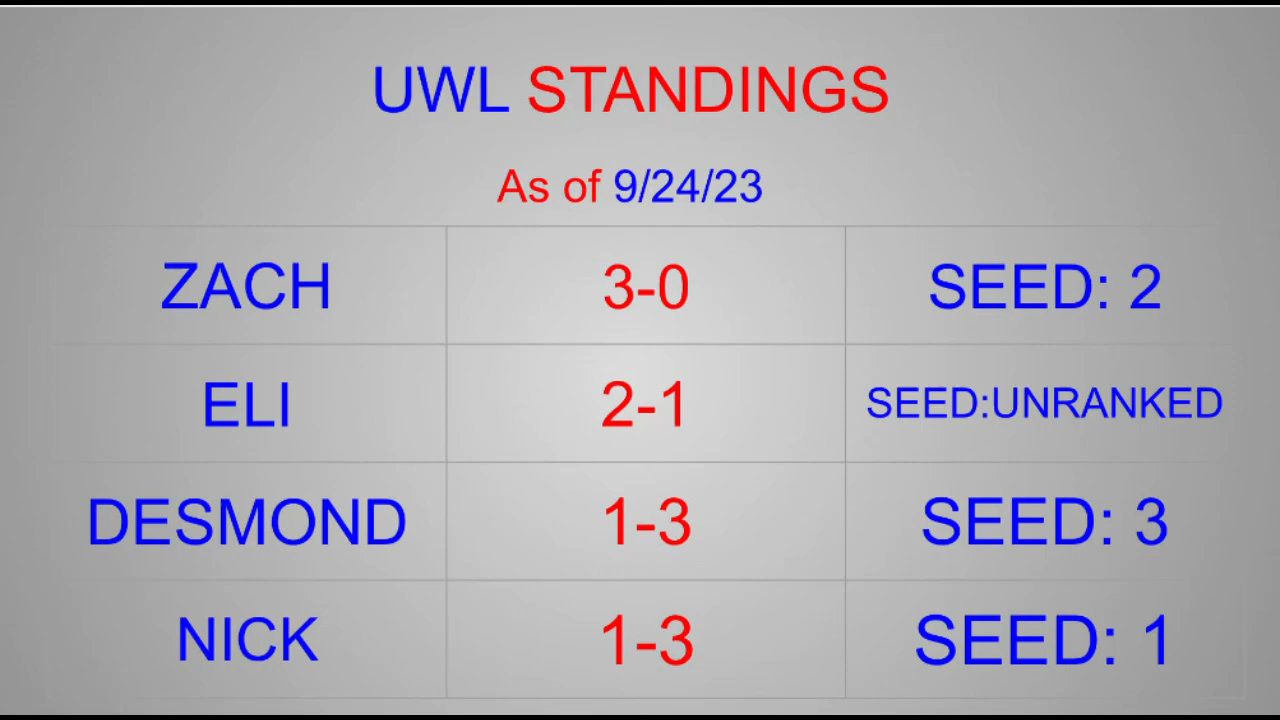 UWL STANDINGS
As of 9/24/23
ZACH 3-0 SEED: 2
ELI 2-1 SEED:UNRANKED
DESMOND 1-3 SEED: 3
NICK 1-3 SEED: 1